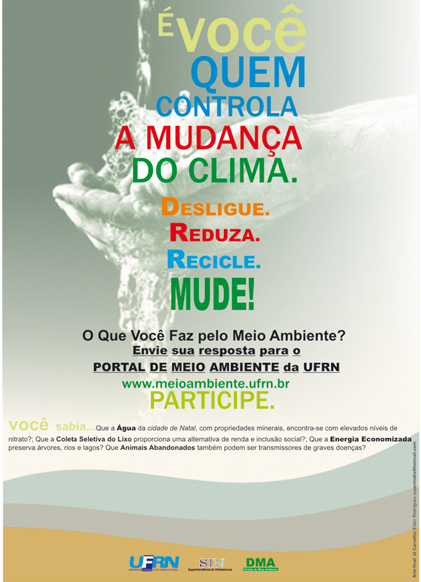 É VOCÊ
QUEM
CONTROLA
A MUDANÇA
DO CLIMA.
DESLIGUE.
REDUZA.
RECICLE.
MUDE!
O Que Você Faz pelo Meio Ambiente?
Envie sua resposta para o
PORTAL DE MEIO AMBIENTE da UFRN
www.meioambiente.ufrn.br
PARTICIPE.
você sabia...Que a Água da cidade de Natal, com propriedades minerais, encontra-se com elevados níveis de
nitrato?; Que a Coleta Seletiva do Lixo proporciona uma alternativa de renda e inclusão social?; Que a Energia Economizada
preserva árvores, rios e lagos? Que Animais Abandonados também podem ser transmissores de graves doenças?
UFRN
SIN
Superintendência de Infraestrutura
DMA